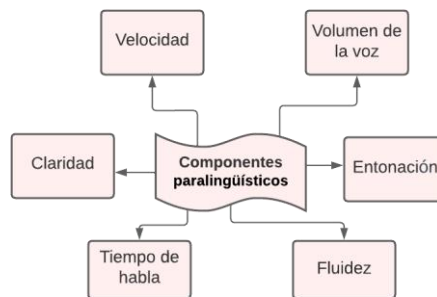 Velocidad
Volumen de
la voz
Claridad
Componentes
paralingüísticos
Entonación
Tiempo de
habla
Fluidez